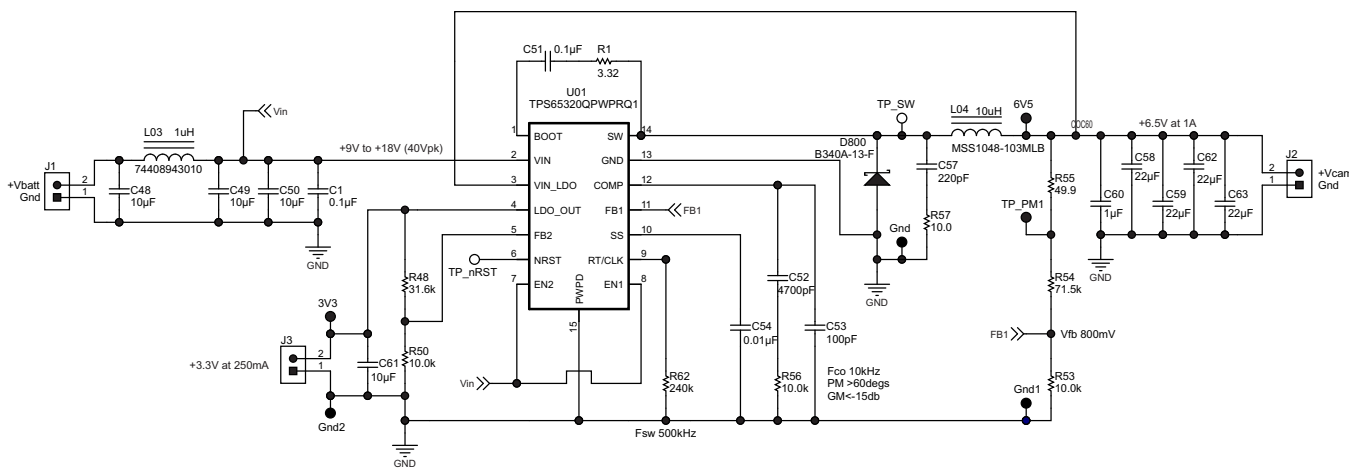 C51 0.1µF
R1
3.32
U01
TPS65320QPWPRQ1
Vin
L03 1uH
74408943010
+9V to +18V (40Vpk)
J1
+Vbatt
Gnd
2
1
C48
10µF
C49
10µF
C50
10µF
C1
0.1µF
GND
1 BOOT
2 VIN
3 VIN_LDO
4 LDO_OUT
5 FB2
6 NRST
7 EN2
SW 14
GND 13
COMP 12
FB1 11
SS 10
RT/CLK 9
EN1 8
PWPD
15
FB1
TP_nRST
TP_SW
L04 10uH
MSS1048-103MLB
6V5
D800
B340A-13-F
C57
220pF
R57
10.0
Gnd
GND
+6.5V at 1A
R55
49.9
TP_PM1
R54
71.5k
FB1
Vfb 800mV
R53
10.0k
Gnd1
C60
1µF
C58
22µF
C59
22µF
C62
22µF
C63
22µF
GND
J2
2
1
+Vcam
Gnd
R48
31.6k
R50
10.0k
3V3
J3
+3.3V at 250mA
2
1
C61
10µF
Gnd2
GND
Vin
R62
240k
Fsw 500kHz
C54
0.01µF
C52
4700pF
R56
10.0k
C53
100pF
Fco 10kHz
PM >60degs
GM<-15db